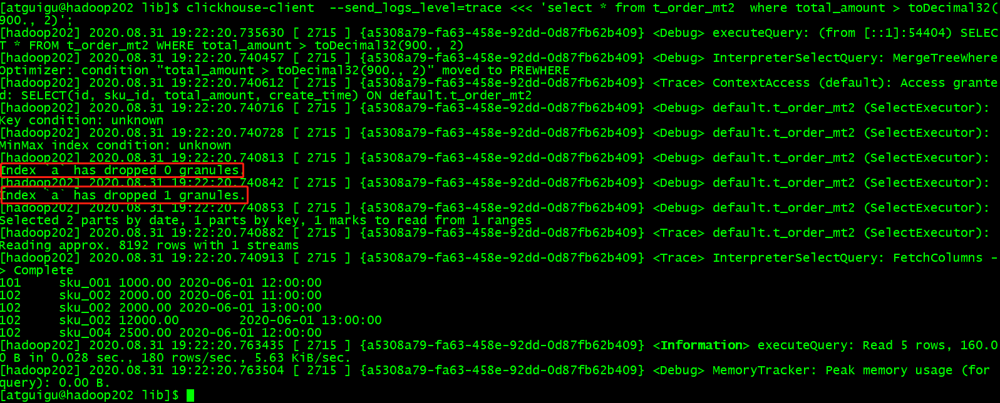 [atguigu@hadoop202 lib]$ clickhouse-client  --send_logs_level=trace <<< 'select * from t_order_mt2  where total_amount > toDecimal32(
900., 2)';
[hadoop202] 2020.08.31 19:22:20.735630 [ 2715 ] {a5308a79-fa63-458e-92dd-0d87fb62b409} <Debug> executeQuery: (from [::1]:54404) SELEC
T * FROM t_order_mt2 WHERE total_amount > toDecimal32(900., 2)
[hadoop202] 2020.08.31 19:22:20.740457 [ 2715 ] {a5308a79-fa63-458e-92dd-0d87fb62b409} <Debug> InterpreterSelectQuery: MergeTreeWhere
Optimizer: condition "total_amount > toDecimal32(900., 2)" moved to PREWHERE
[hadoop202] 2020.08.31 19:22:20.740612 [ 2715 ] {a5308a79-fa63-458e-92dd-0d87fb62b409} <Trace> ContextAccess (default): Access grante
d: SELECT(id, sku_id, total_amount, create_time) ON default.t_order_mt2
[hadoop202] 2020.08.31 19:22:20.740716 [ 2715 ] {a5308a79-fa63-458e-92dd-0d87fb62b409} <Debug> default.t_order_mt2 (SelectExecutor):
Key condition: unknown
[hadoop202] 2020.08.31 19:22:20.740728 [ 2715 ] {a5308a79-fa63-458e-92dd-0d87fb62b409} <Debug> default.t_order_mt2 (SelectExecutor):
MinMax index condition: unknown
[hadoop202] 2020.08.31 19:22:20.740813 [ 2715 ] {a5308a79-fa63-458e-92dd-0d87fb62b409} <Debug> default.t_order_mt2 (SelectExecutor):
Index `a` has dropped 0 granules.
[hadoop202] 2020.08.31 19:22:20.740842 [ 2715 ] {a5308a79-fa63-458e-92dd-0d87fb62b409} <Debug> default.t_order_mt2 (SelectExecutor):
Index `a` has dropped 1 granules.
[hadoop202] 2020.08.31 19:22:20.740853 [ 2715 ] {a5308a79-fa63-458e-92dd-0d87fb62b409} <Debug> default.t_order_mt2 (SelectExecutor):
Selected 2 parts by date, 1 parts by key, 1 marks to read from 1 ranges
[hadoop202] 2020.08.31 19:22:20.740882 [ 2715 ] {a5308a79-fa63-458e-92dd-0d87fb62b409} <Trace> default.t_order_mt2 (SelectExecutor):
Reading approx. 8192 rows with 1 streams
[hadoop202] 2020.08.31 19:22:20.740913 [ 2715 ] {a5308a79-fa63-458e-92dd-0d87fb62b409} <Trace> InterpreterSelectQuery: FetchColumns -
> Complete
101     sku_001 1000.00 2020-06-01 12:00:00
102     sku_002 2000.00 2020-06-01 11:00:00
102     sku_002 2000.00 2020-06-01 13:00:00
102     sku_002 12000.00        2020-06-01 13:00:00
102     sku_004 2500.00 2020-06-01 12:00:00
[hadoop202] 2020.08.31 19:22:20.763435 [ 2715 ] {a5308a79-fa63-458e-92dd-0d87fb62b409} <Information> executeQuery: Read 5 rows, 160.0
0 B in 0.028 sec., 180 rows/sec., 5.63 KiB/sec.
[hadoop202] 2020.08.31 19:22:20.763504 [ 2715 ] {a5308a79-fa63-458e-92dd-0d87fb62b409} <Debug> MemoryTracker: Peak memory usage (for
query): 0.00 B.
[atguigu@hadoop202 lib]$